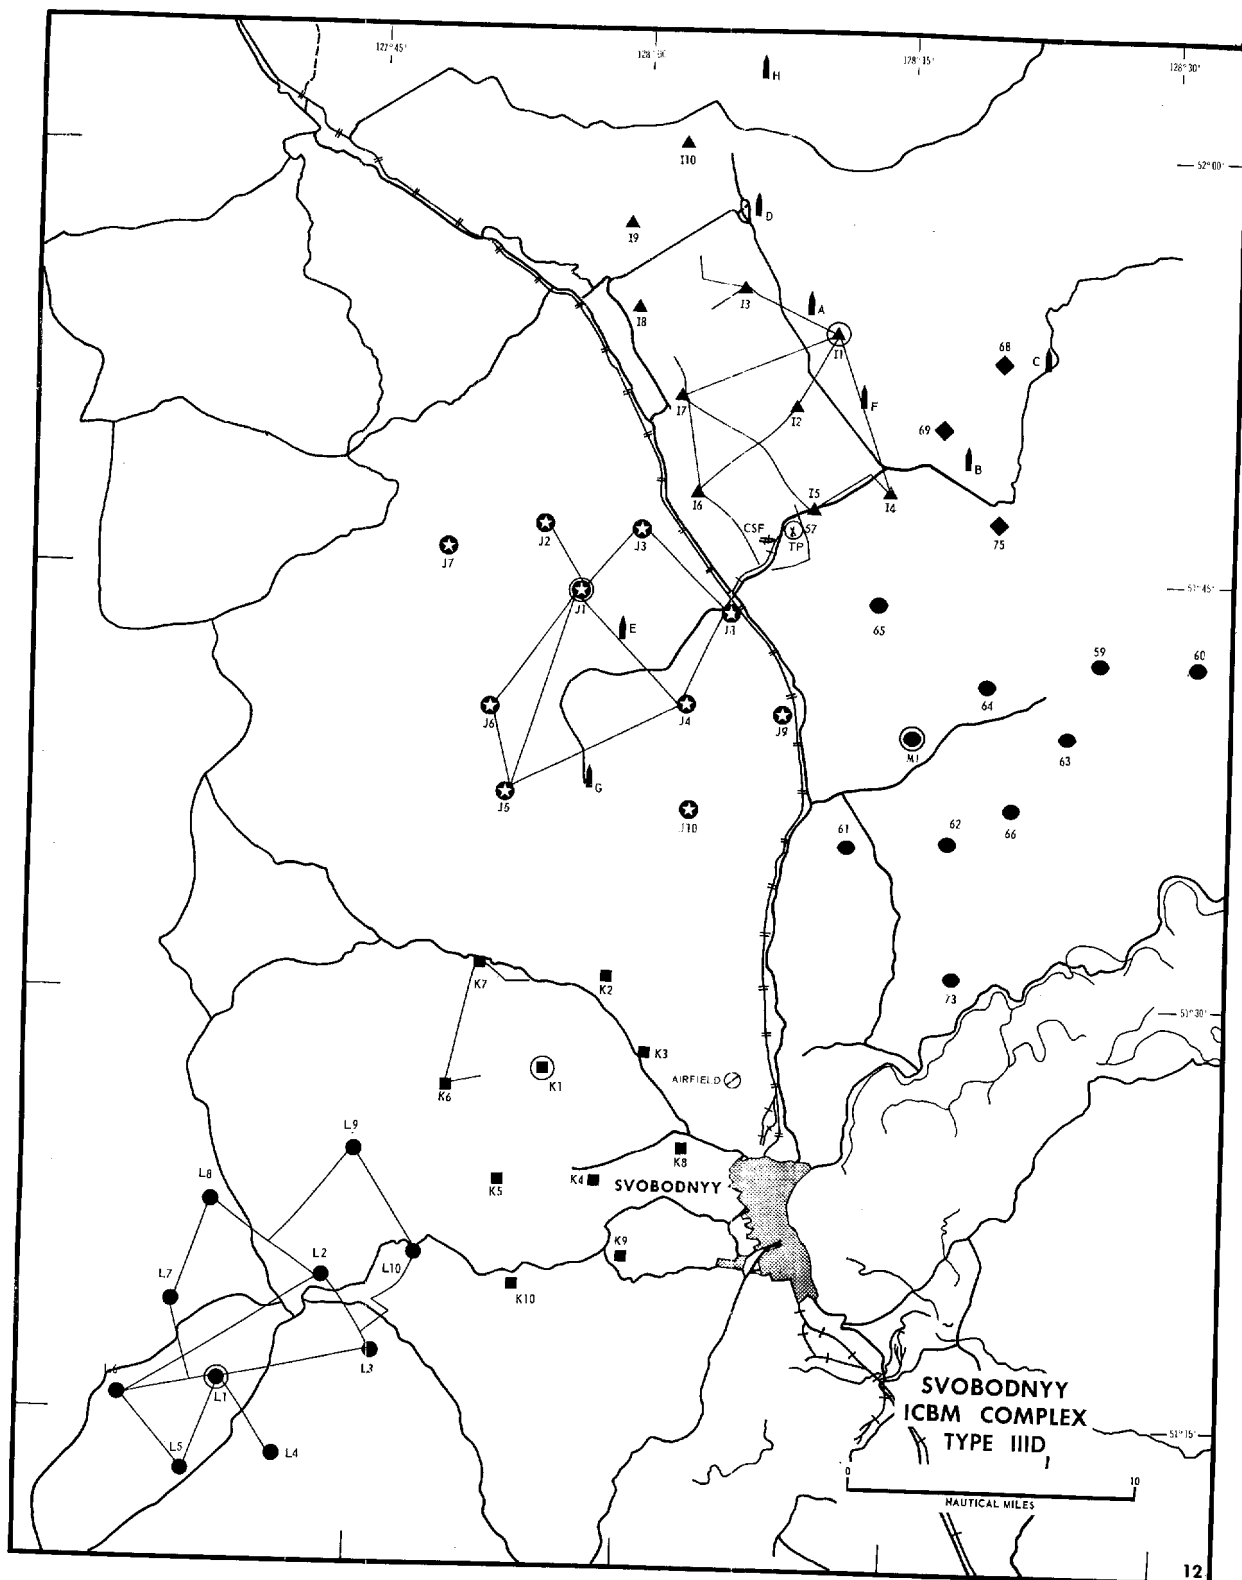 127°45'
128°15'
128°30'
H
I10
52°00'
D
I9
I3
A
I8
I1
68
C
I7
I2
F
69
B
I6
I5
I4
J2
J3
CSF
57
TP
75
J7
J1
51°45'
E
65
59
60
J6
J4
J9
64
M1
63
G
J5
J10
61
62
66
K7
K2
73
51°30'
K3
AIRFIELD
K1
K6
L9
K8
L8
K5
K4
SVOBODNYY
K9
L2
L10
L7
K10
L3
L6
L1
SVOBODNYY
ICBM COMPLEX
TYPE IIID
L5
L4
51°15'
0
10
NAUTICAL MILES
12